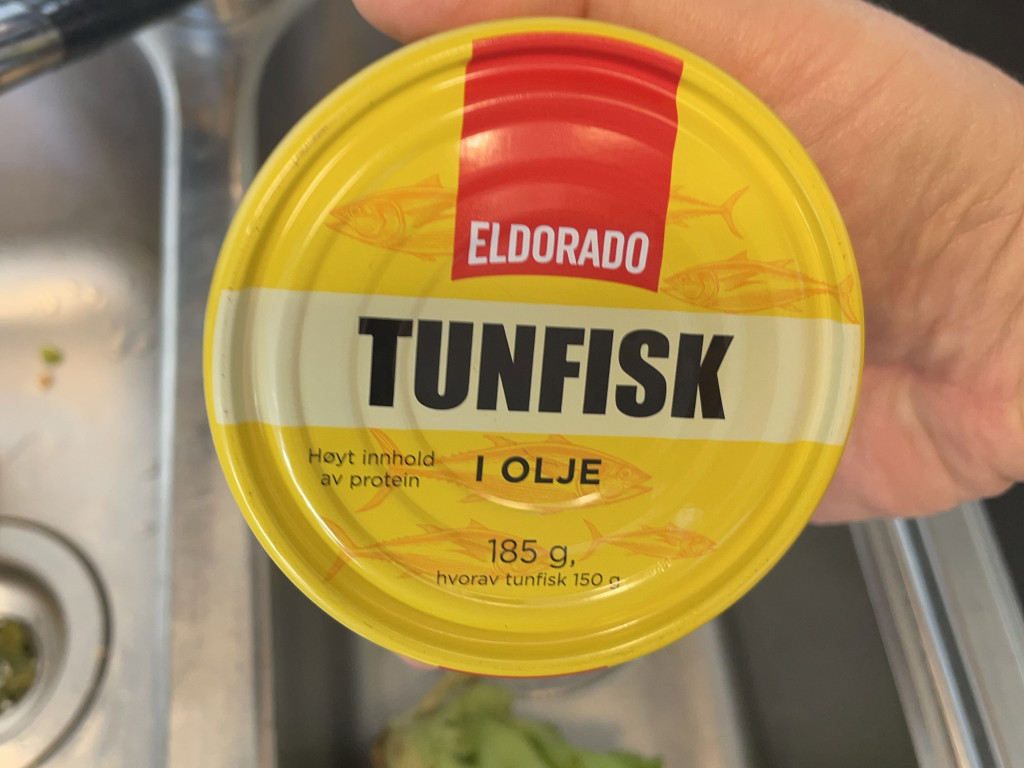 ELDORADO
TUNFISK
Høyt innhold
av protein
I OLJE
185 g,
hvorav tunfisk 150 g